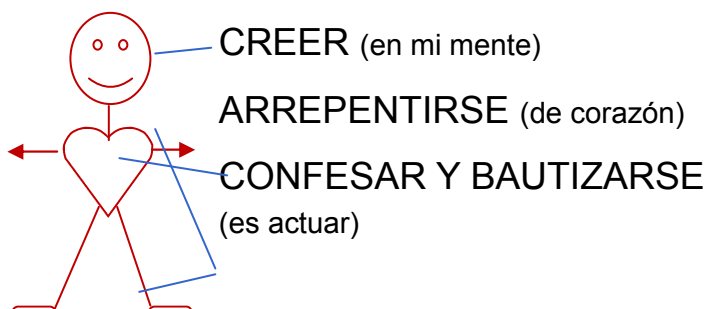 CREER (en mi mente)
ARREPENTIRSE (de corazón)
CONFESAR Y BAUTIZARSE
(es actuar)